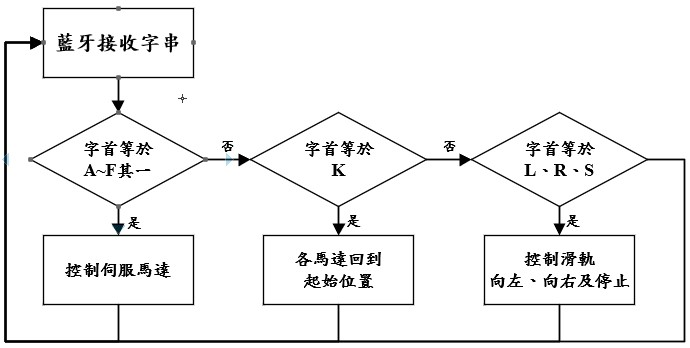 藍牙接收字串
字首等於
A~F其一
否
字首等於
K
否
字首等於
L、R、S
是
是
是
控制伺服馬達
各馬達回到
起始位置
控制滑軌
向左、向右及停止